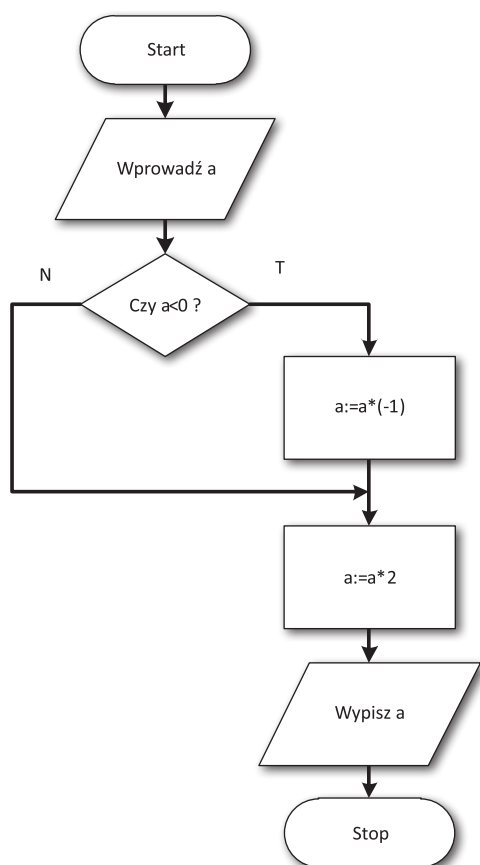 Start
Wprowadź a
N
T
Czy a<0 ?
a:=a*(-1)
a:=a*2
Wypisz a
Stop